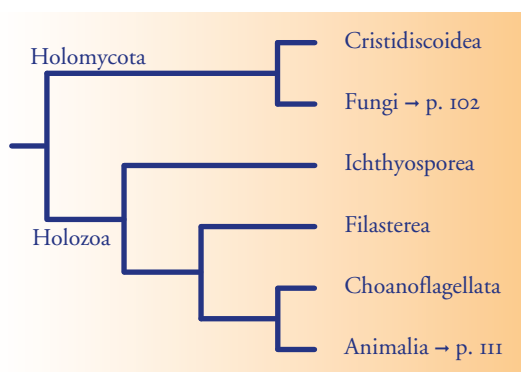 Cristidiscoidea
Holomycota
Fungi → p. 102
Ichthyosporea
Filasterea
Holozoa
Choanoflagellata
Animalia → p. 111